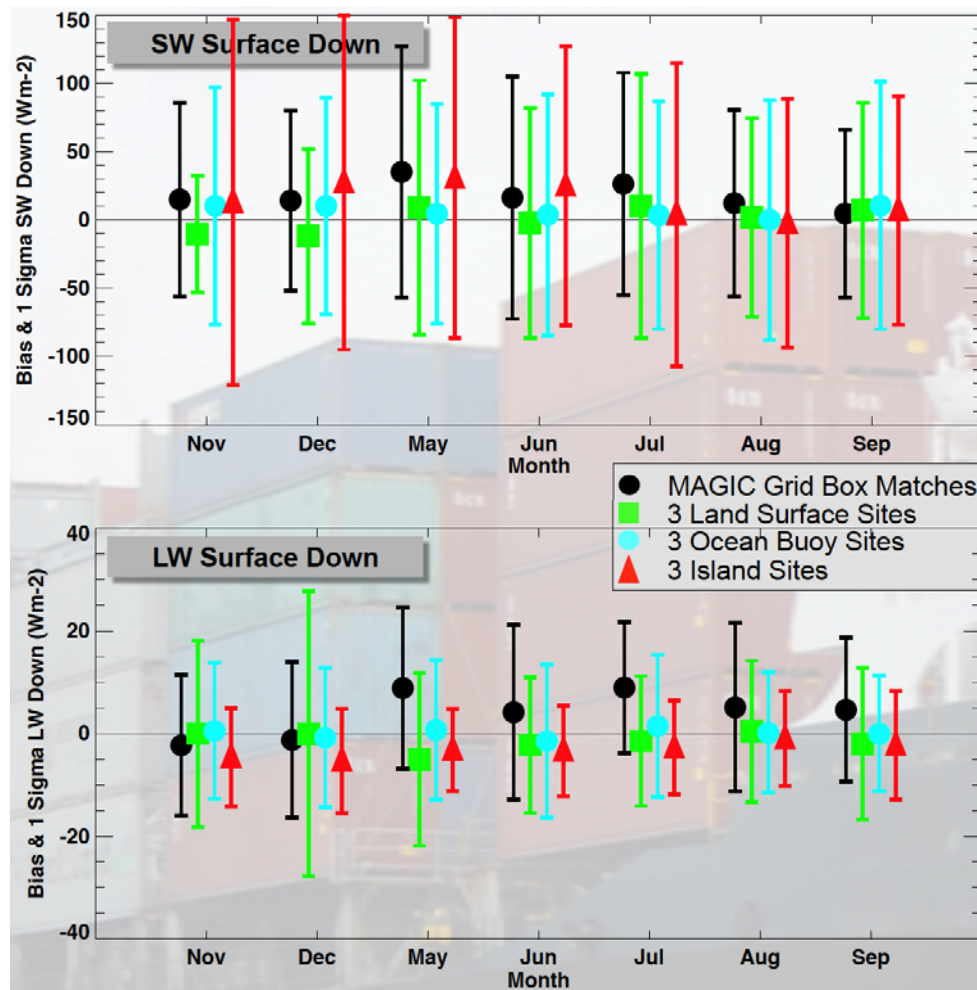 SW Surface Down
Bias & 1 Sigma SW Down (Wm-2)
150
100
50
0
-50
-100
-150
Nov Dec May Jun Jul Aug Sep
Month
MAGIC Grid Box Matches
3 Land Surface Sites
3 Ocean Buoy Sites
3 Island Sites
LW Surface Down
Bias & 1 Sigma LW Down (Wm-2)
40
20
0
-20
-40
Nov Dec May Jun Jul Aug Sep
Month